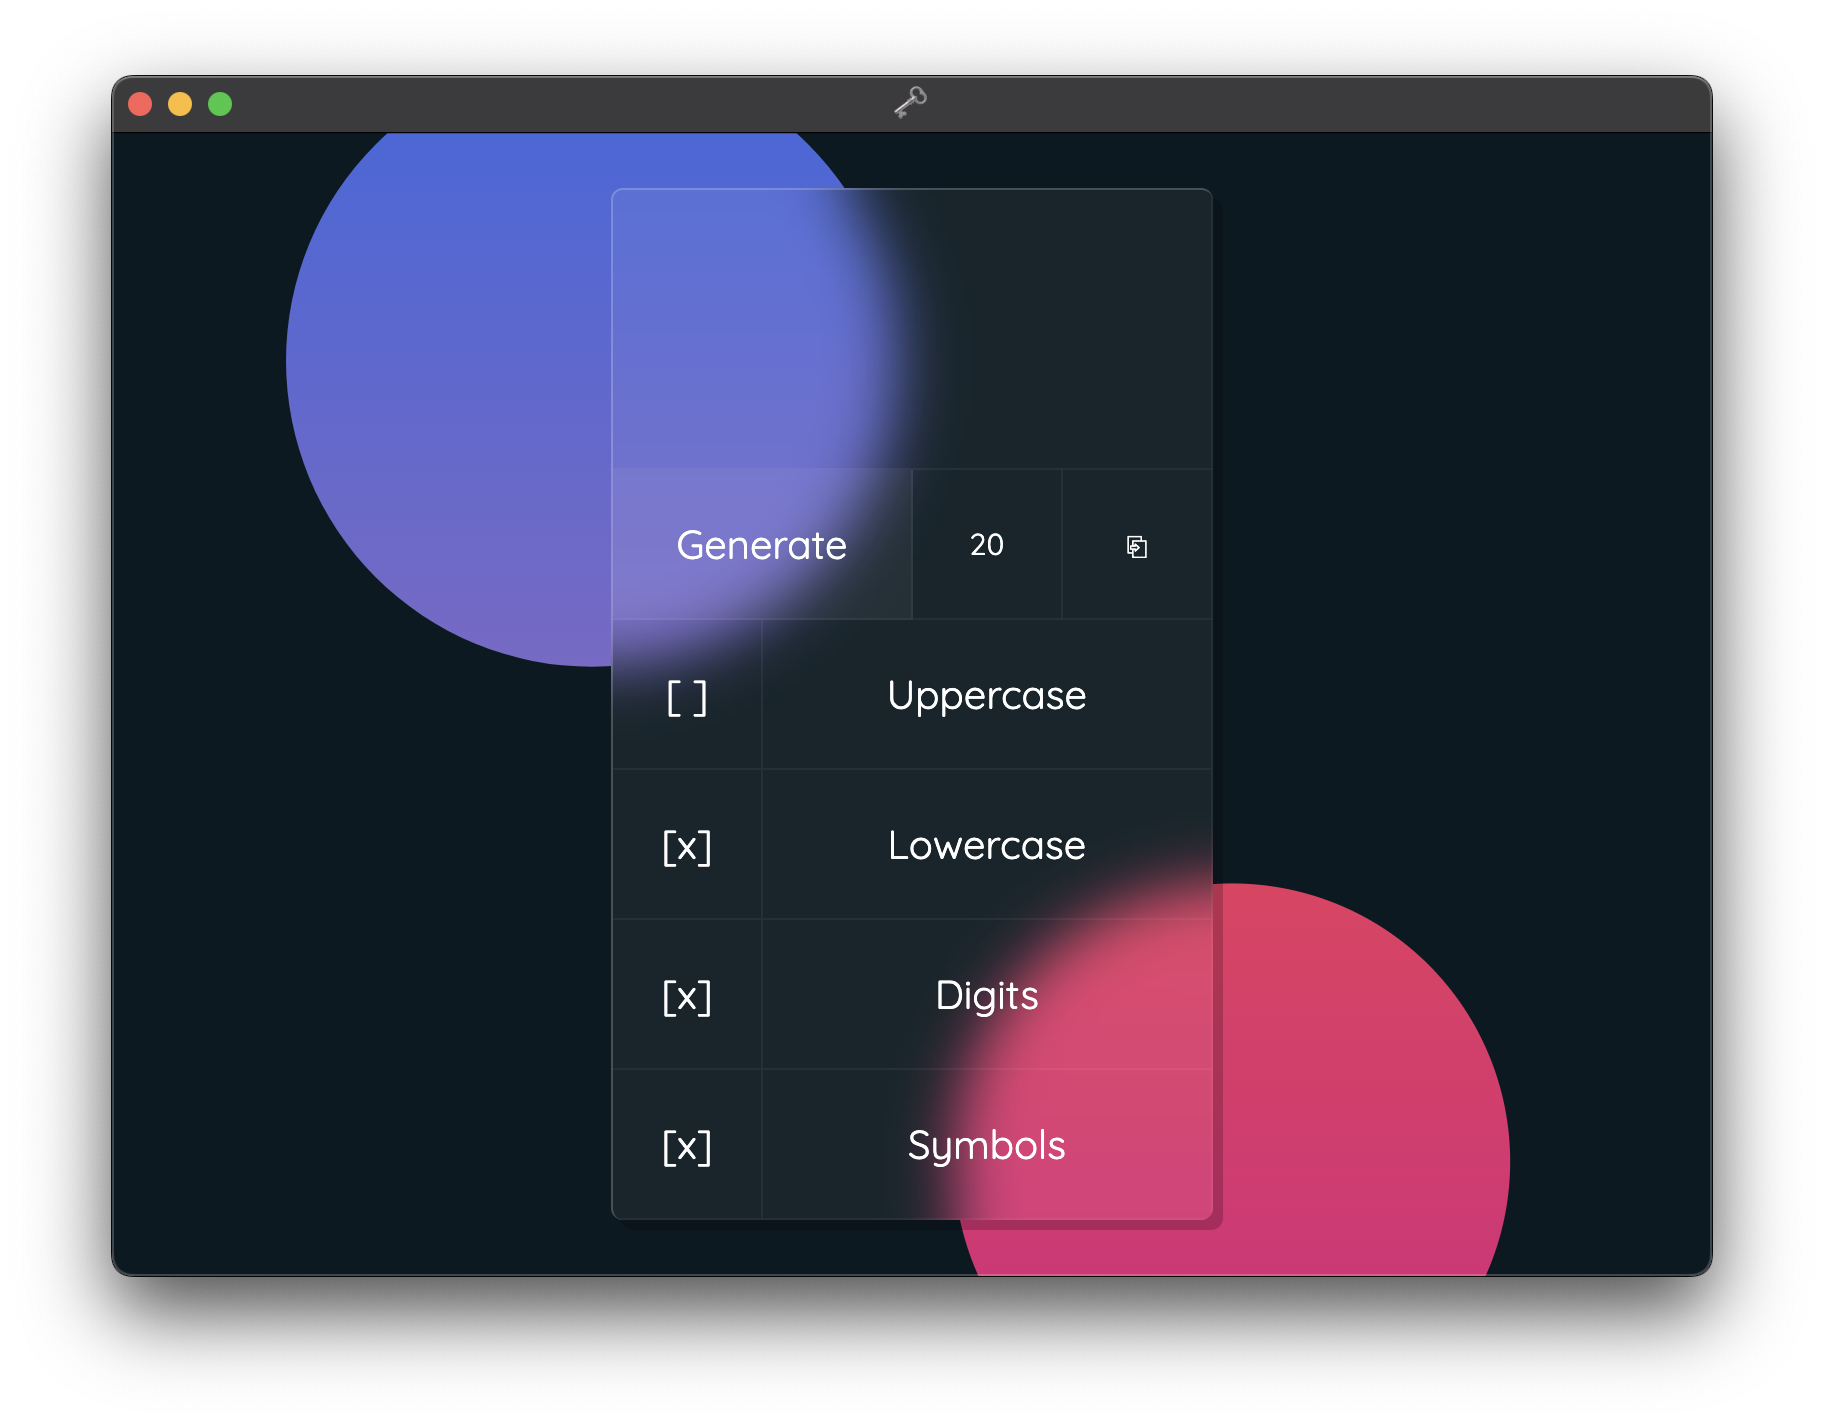 Generate 20
[ ] Uppercase
[x] Lowercase
[x] Digits
[x] Symbols